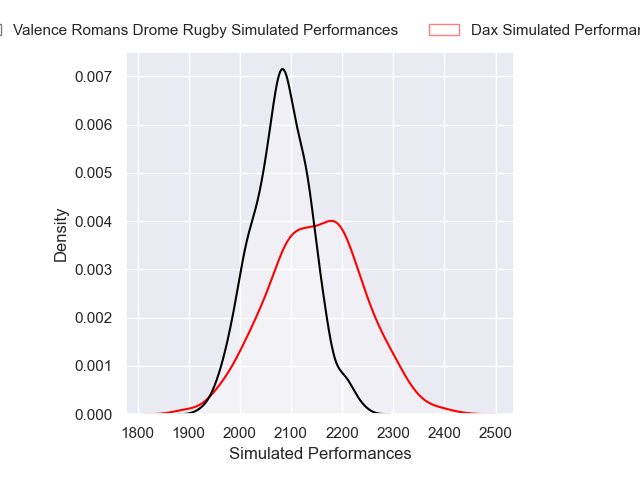 Valence Romans Drome Rugby Simulated Performances
Dax Simulated
0.007
0.006
0.005
0.004
0.003
0.002
0.001
0.000
Density
1800 1900 2000 2100 2200 2300 2400 2500
Simulated Performances